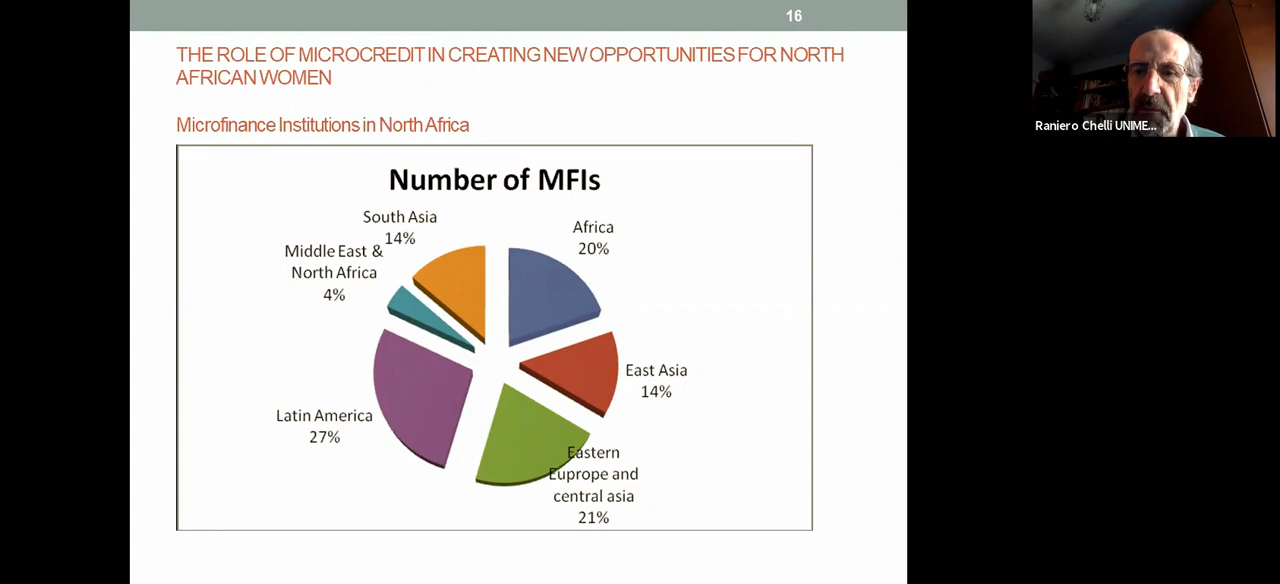 16
THE ROLE OF MICROCREDIT IN CREATING NEW OPPORTUNITIES FOR NORTH
AFRICAN WOMEN
Microfinance Institutions in North Africa
Number of MFIs
South Asia
14%
Africa
20%
Middle East &
North Africa
4%
East Asia
14%
Latin America
27%
Eastern
Euprope and
central asia
21%
Raniero Chelli UNIME...